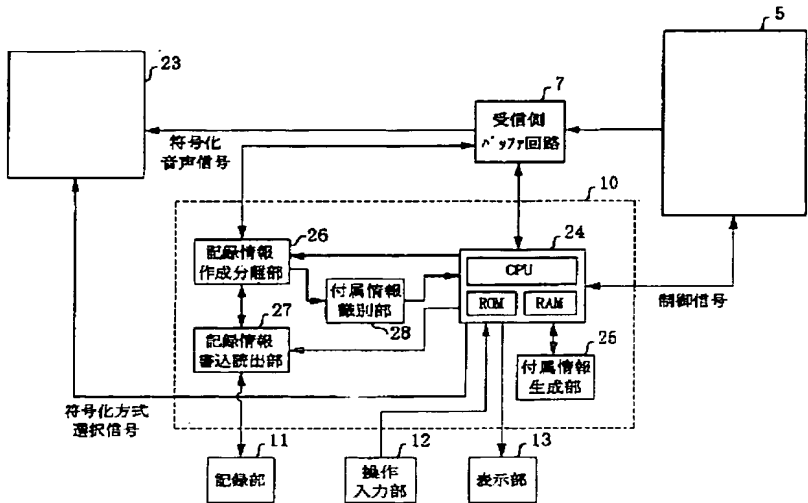 5
23
7
受信側
バッファ回路
符号化
音声信号
10
26
24
記録情報
作成分離部
CPU
付属情報
識別部
ROM
RAM
制御信号
27
28
25
記録情報
書込読出部
付属情報
生成部
符号化方式
選択信号
11
12
13
記録部
操作
入力部
表示部